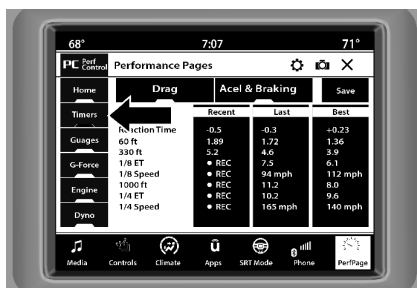 68° 7:07 71°
PC Perf Control Performance Pages
Home Drag Acel & Braking Save
Timers Recent Last Best
Reaction Time -0.5 -0.3 +0.23
60 ft 1.89 1.72 1.36
Guages 330 ft 5.2 4.6 3.9
1/8 ET REC 7.5 6.1
G-Force 1/8 Speed REC 94 mph 112 mph
1000 ft REC 11.2 8.0
Engine 1/4 ET REC 10.2 9.6
1/4 Speed REC 165 mph 140 mph
Dyno
Media Controls Climate Apps SRT Mode Phone PerfPage